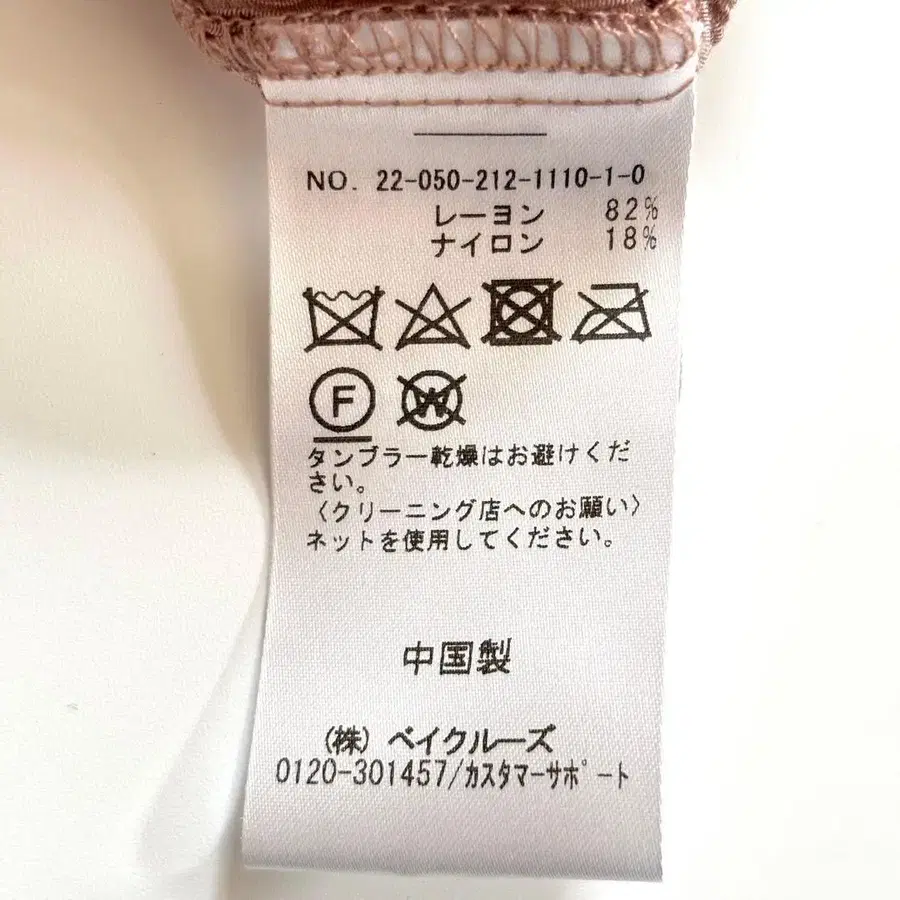 NO. 22-050-212-1110-1-0
レーヨン 82%
ナイロン 18%
F W
タンブラー乾燥はお避けくだ
さい。
〈クリーニング店へのお願い〉
ネットを使用してください。
中国製
(株) ベイクルーズ
0120-301457/カスタマーサポート